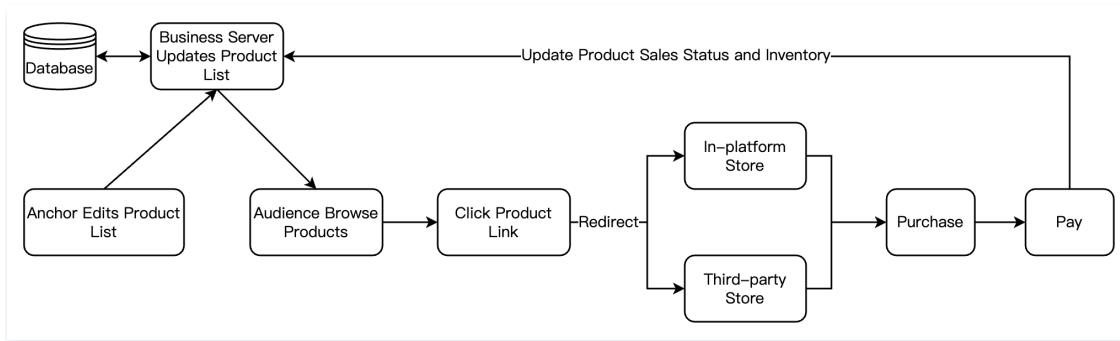 Database
Business Server
Updates Product
List
Update Product Sales Status and Inventory
In-platform
Store
Anchor Edits Product
List
Audience Browse
Products
Click Product
Link
Redirect
Purchase
Pay
Third-party
Store